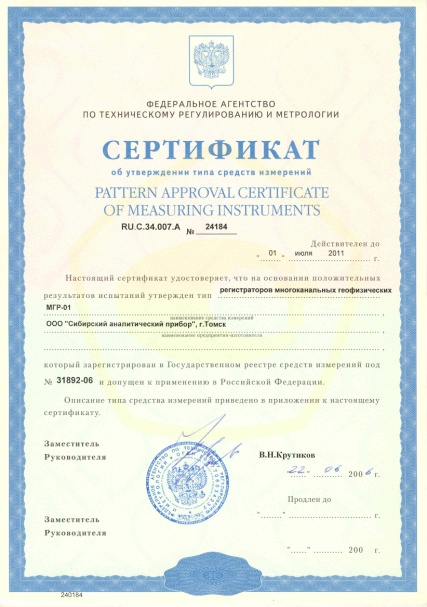 ФЕДЕРАЛЬНОЕ АГЕНТСТВО
ПО ТЕХНИЧЕСКОМУ РЕГУЛИРОВАНИЮ И МЕТРОЛОГИИ
СЕРТИФИКАТ
об утверждении типа средств измерений
PATTERN APPROVAL CERTIFICATE
OF MEASURING INSTRUMENTS
RU.C.34.007.A № 24184
Действителен до
" 01 " июля 2011 г.
Настоящий сертификат удостоверяет, что на основании положительных
результатов испытаний утвержден тип регистраторов многоканальных геофизических
МГР-01
наименование средства измерений
ООО "Сибирский аналитический прибор", г.Томск
наименование предприятия-изготовителя
который зарегистрирован в Государственном реестре средств измерений под
№ 31892-06 и допущен к применению в Российской Федерации.
Описание типа средства измерений приведено в приложении к настоящему
сертификату.
Заместитель
Руководителя
В.Н.Крутиков
22. 06 2006 г.
Продлен до
"......." .............. г.
Заместитель
Руководителя
"......" .......... 200 г.
240184